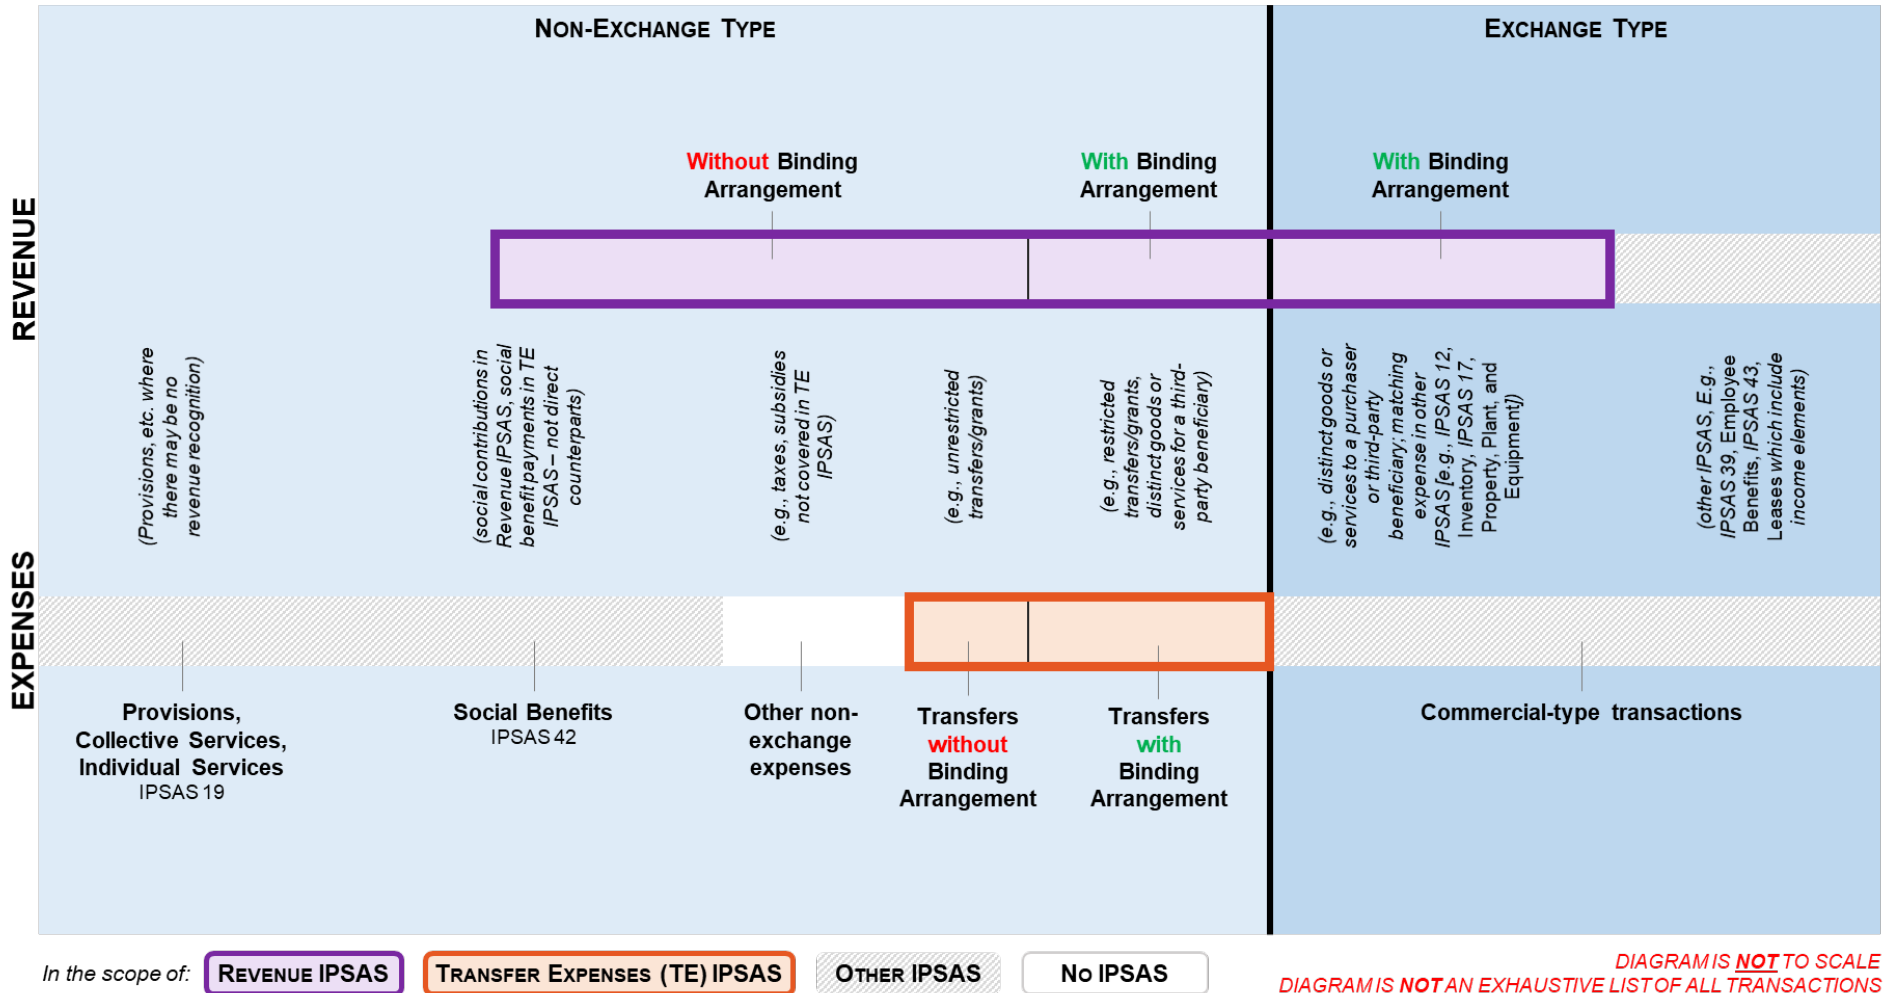 NON-EXCHANGE TYPE
EXCHANGE TYPE
REVENUE
Without Binding
Arrangement
With Binding
Arrangement
With Binding
Arrangement
(Provisions, etc. where
there may be no
revenue recognition)
(social contributions in
Revenue IPSAS, social
benefit payments in TE
IPSAS – not direct
counterparts)
(e.g., taxes, subsidies
not covered in TE
IPSAS)
(e.g., unrestricted
transfers/grants)
(e.g., restricted
transfers/grants,
distinct goods or
services for a third-
party beneficiary)
(e.g., distinct goods or
services to a purchaser
or third-party
beneficiary; matching
expense in other
IPSAS [e.g., IPSAS 12,
Inventory, IPSAS 17,
Property, Plant, and
Equipment])
(other IPSAS, E.g.,
IPSAS 39, Employee
Benefits, IPSAS 43,
Leases which include
income elements)
EXPENSES
Provisions,
Collective Services,
Individual Services
IPSAS 19
Social Benefits
IPSAS 42
Other non-
exchange
expenses
Transfers
without
Binding
Arrangement
Transfers
with
Binding
Arrangement
Commercial-type transactions
In the scope of:
REVENUE IPSAS
TRANSFER EXPENSES (TE) IPSAS
OTHER IPSAS
NO IPSAS
DIAGRAM IS NOT TO SCALE
DIAGRAM IS NOT AN EXHAUSTIVE LIST OF ALL TRANSACTIONS